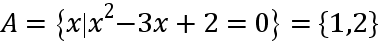 A = {x|x²−3x + 2 = 0} = {1,2}